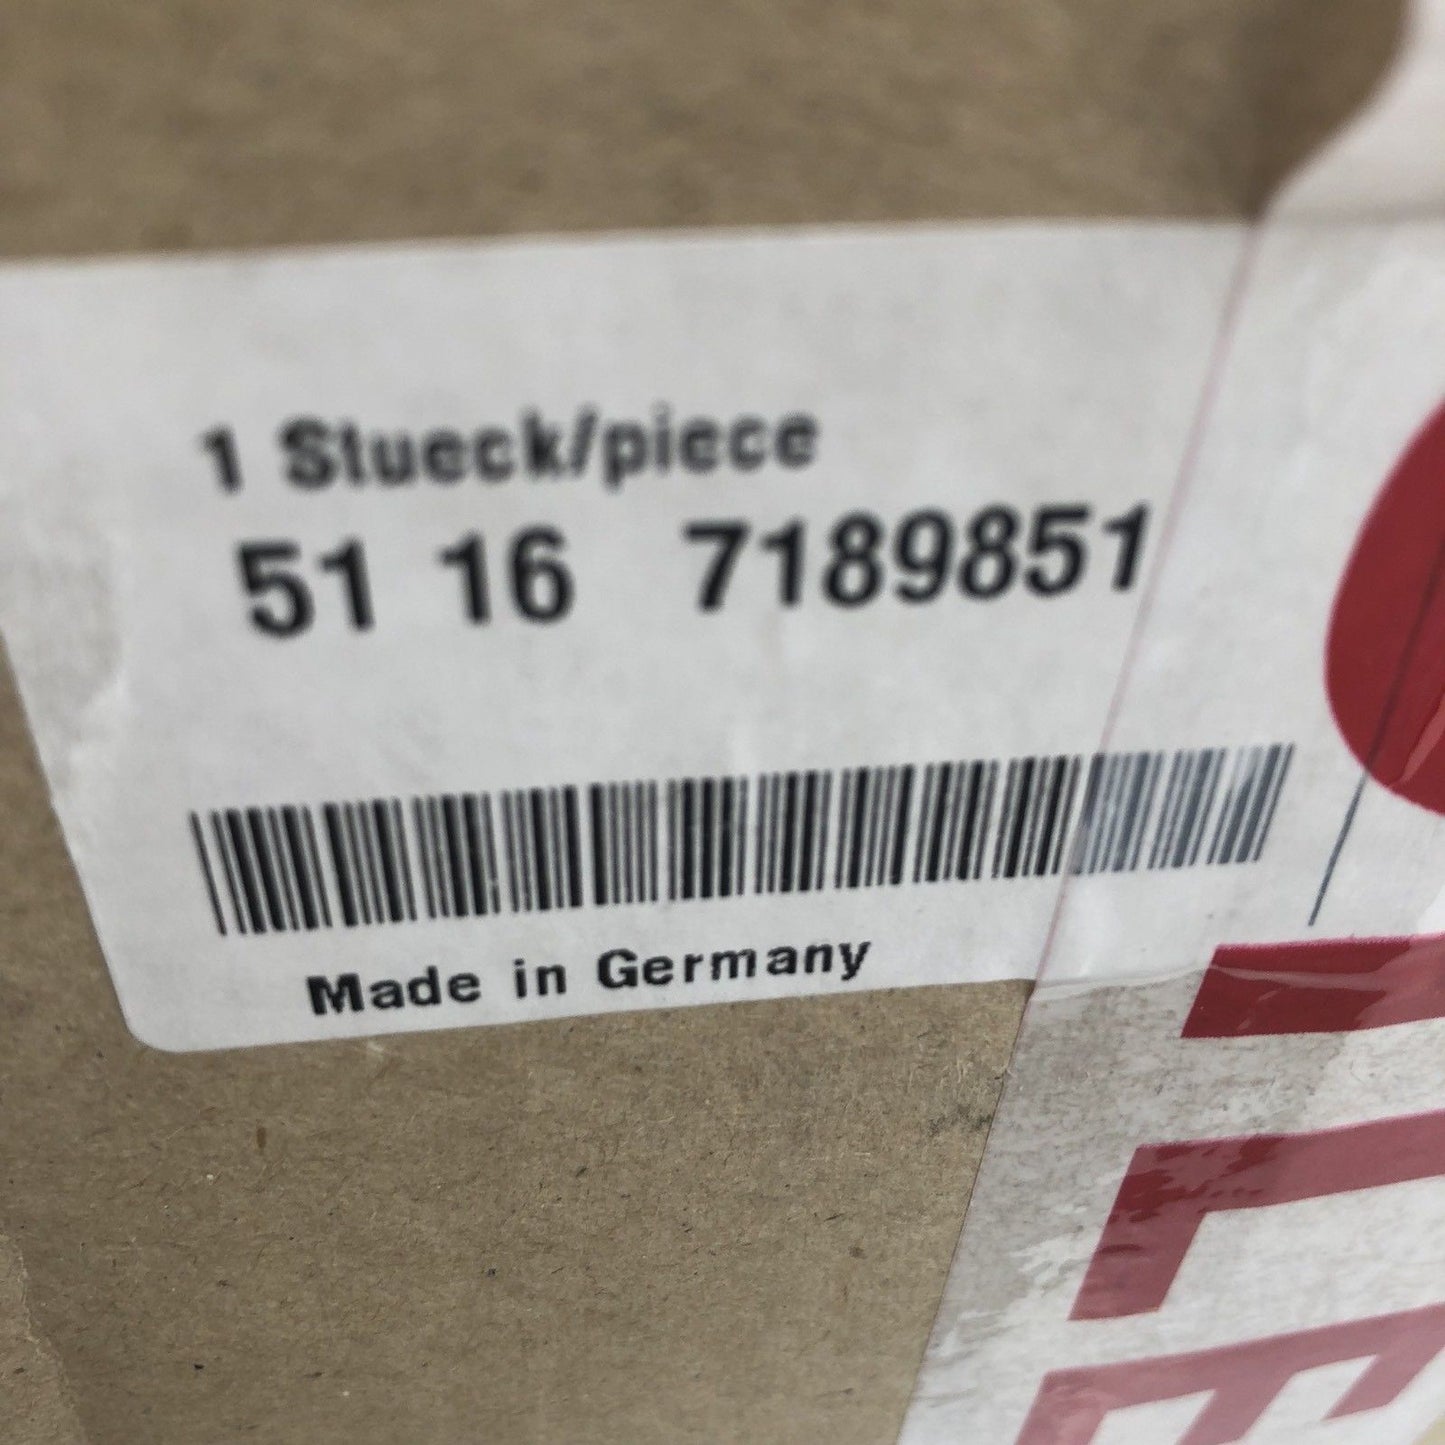 1 Stueck/piece
51 16 7189851
Made in Germany